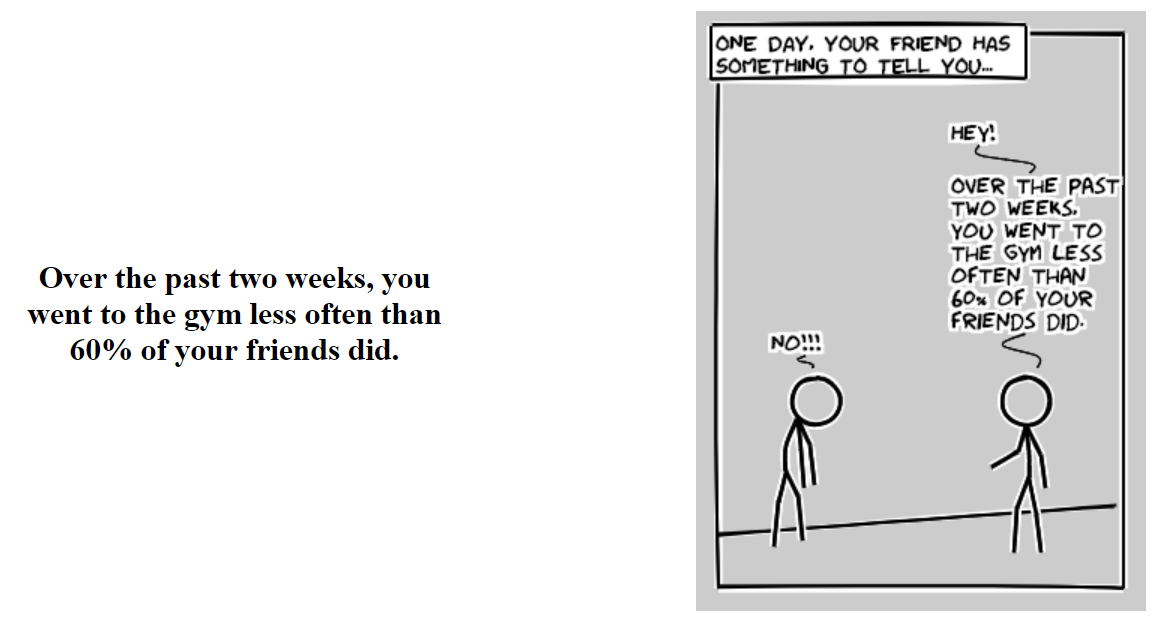 Over the past two weeks, you
went to the gym less often than
60% of your friends did.
ONE DAY, YOUR FRIEND HAS
SOMETHING TO TELL YOU...
HEY!
OVER THE PAST
TWO WEEKS,
YOU WENT TO
THE GYM LESS
OFTEN THAN
60% OF YOUR
FRIENDS DID.
NO!!!